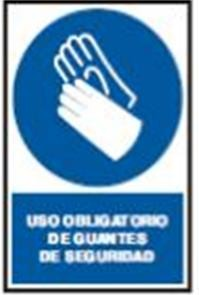 USO OBLIGATORIO
DE GUANTES
DE SEGURIDAD